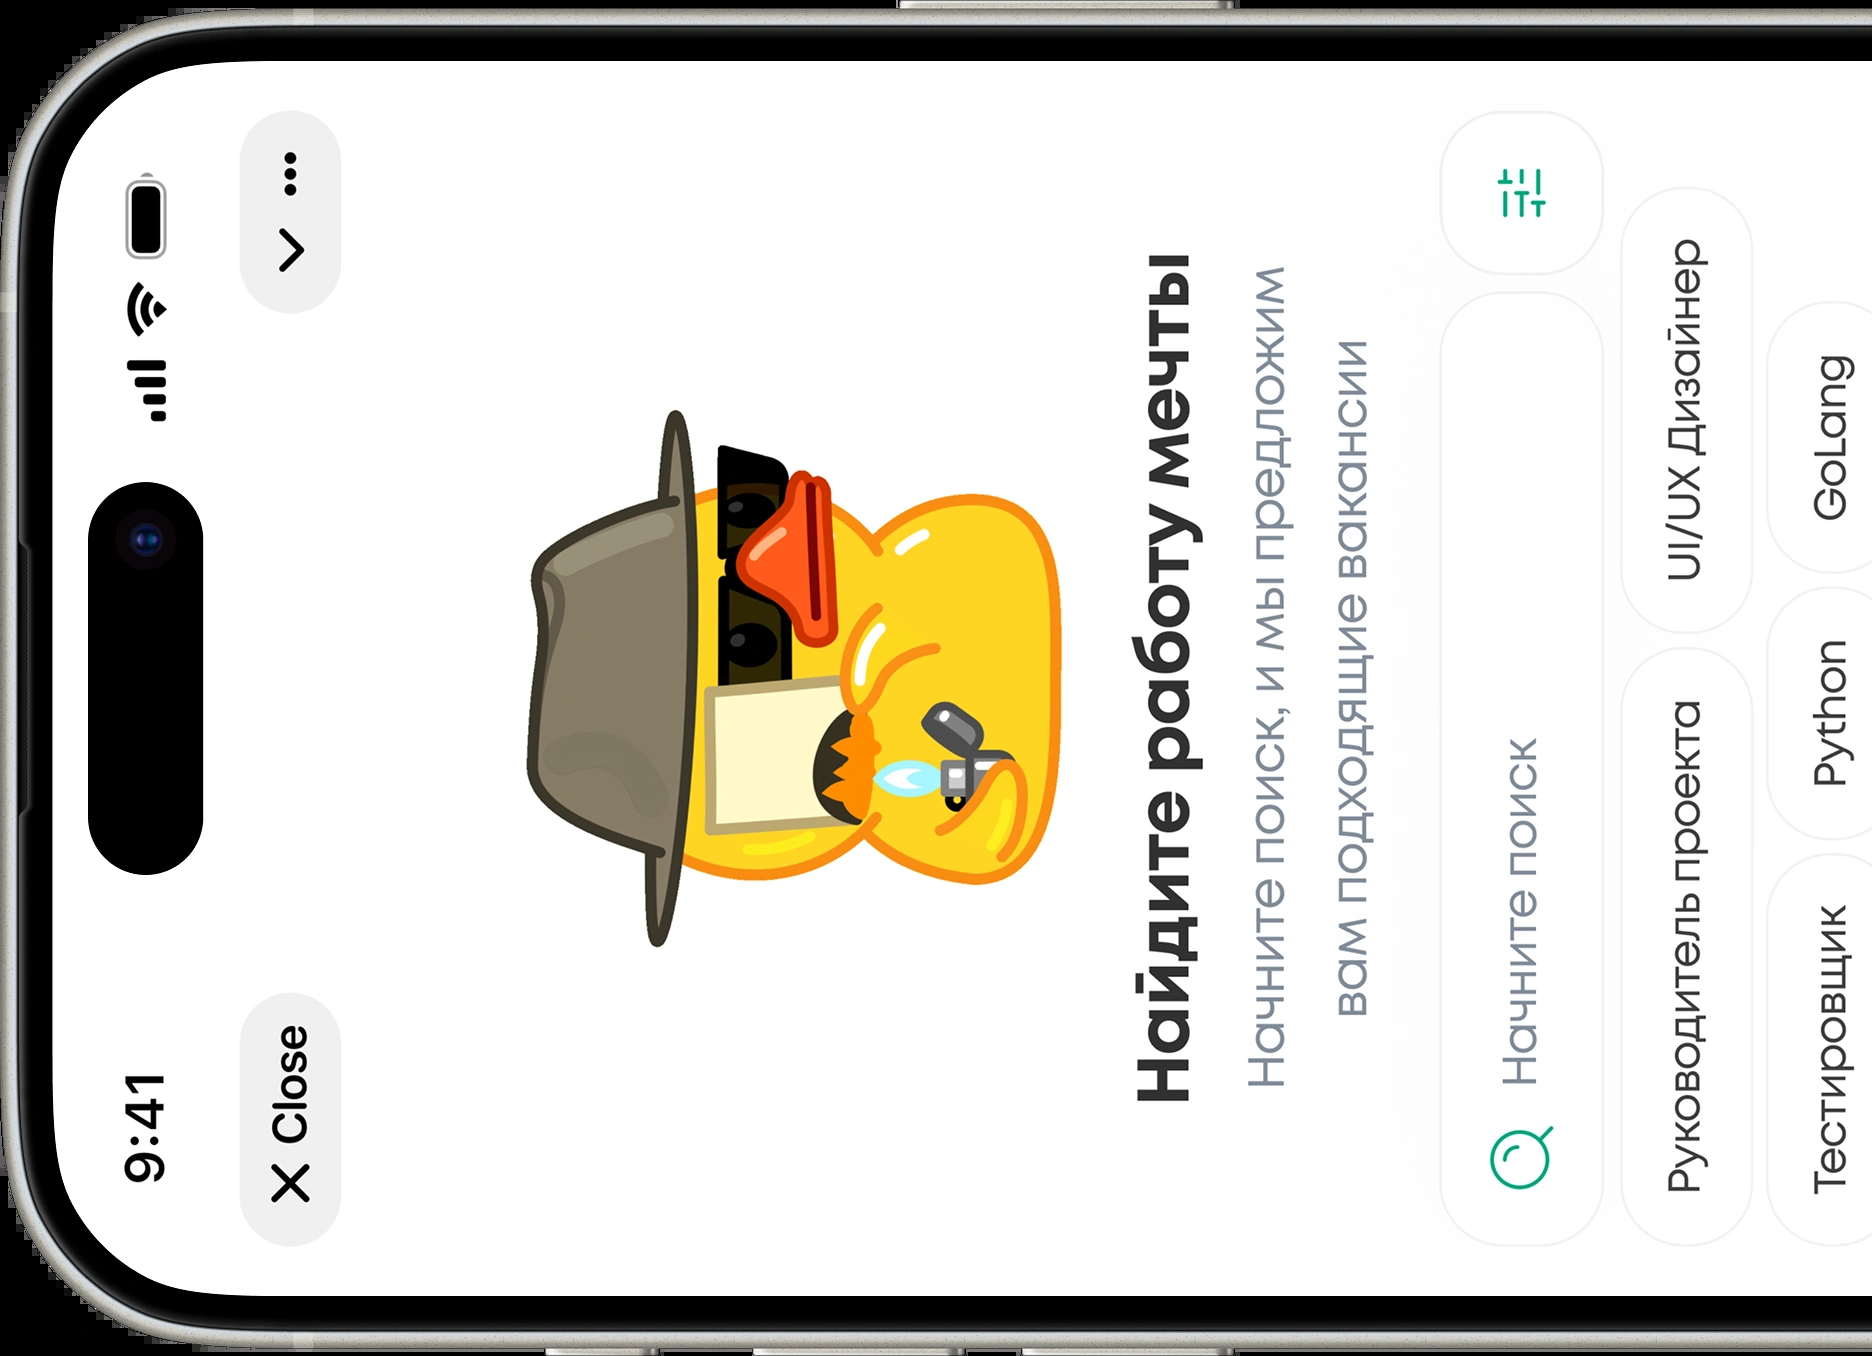 9:41
Close
Найдите работу мечты
Начните поиск, и мы предложим
вам подходящие вакансии
Начните поиск
Руководитель проекта
UI/UX Дизайнер
Тестировщик
Python
GoLang